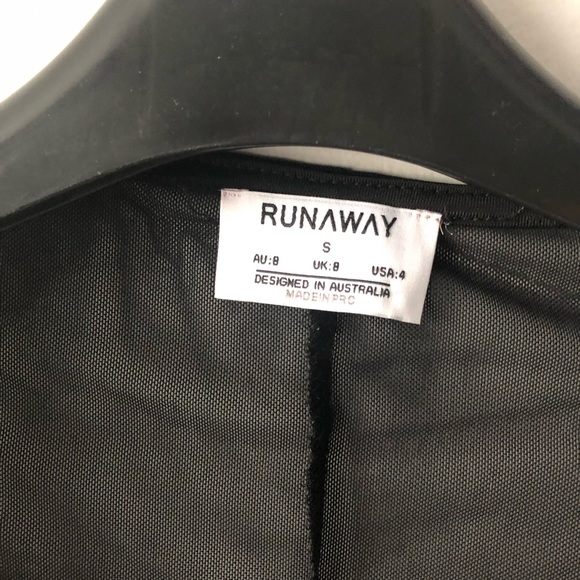 RUNAWAY
S
AU:8 UK:8 USA:4
DESIGNED IN AUSTRALIA
MADE IN PRC